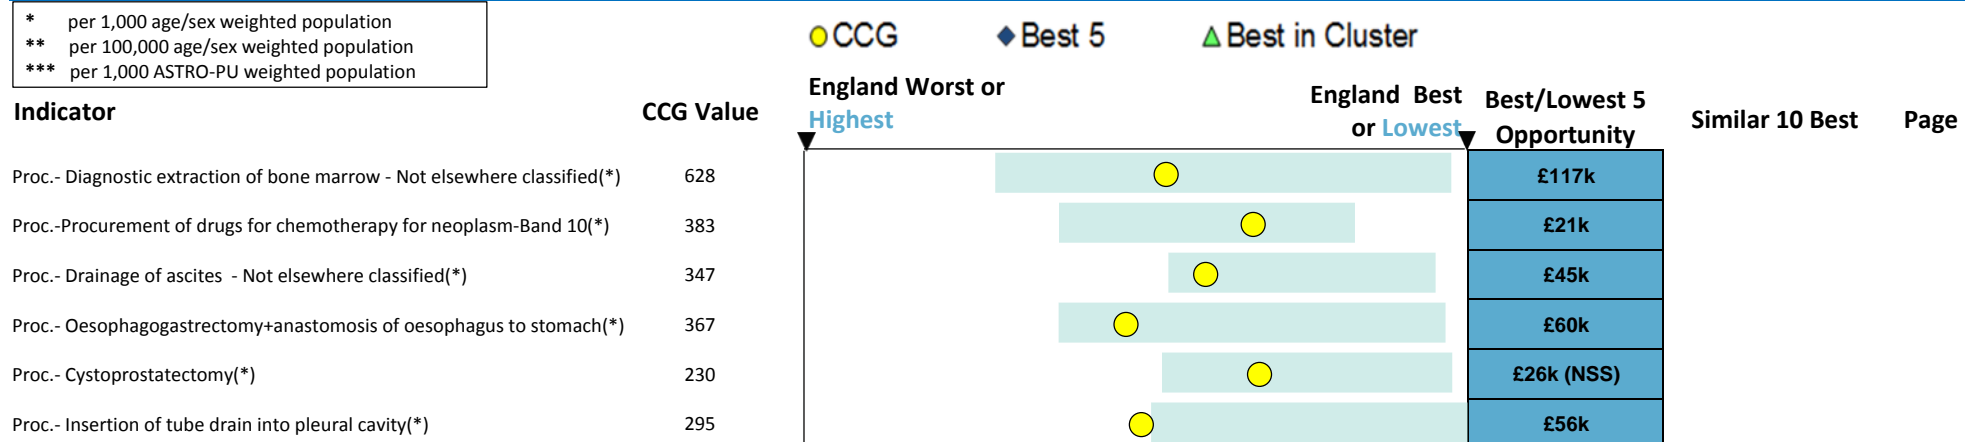 * per 1,000 age/sex weighted population
** per 100,000 age/sex weighted population
*** per 1,000 ASTRO-PU weighted population
CCG Best 5 Best in Cluster
Indicator CCG Value England Worst or Highest England Best or Lowest Best/Lowest 5 Opportunity Similar 10 Best Page
Proc.- Diagnostic extraction of bone marrow - Not elsewhere classified(*) 628 £117k
Proc.-Procurement of drugs for chemotherapy for neoplasm-Band 10(*) 383 £21k
Proc.- Drainage of ascites - Not elsewhere classified(*) 347 £45k
Proc.- Oesophagogastrectomy+anastomosis of oesophagus to stomach(*) 367 £60k
Proc.- Cystoprostatectomy(*) 230 £26k (NSS)
Proc.- Insertion of tube drain into pleural cavity(*) 295 £56k